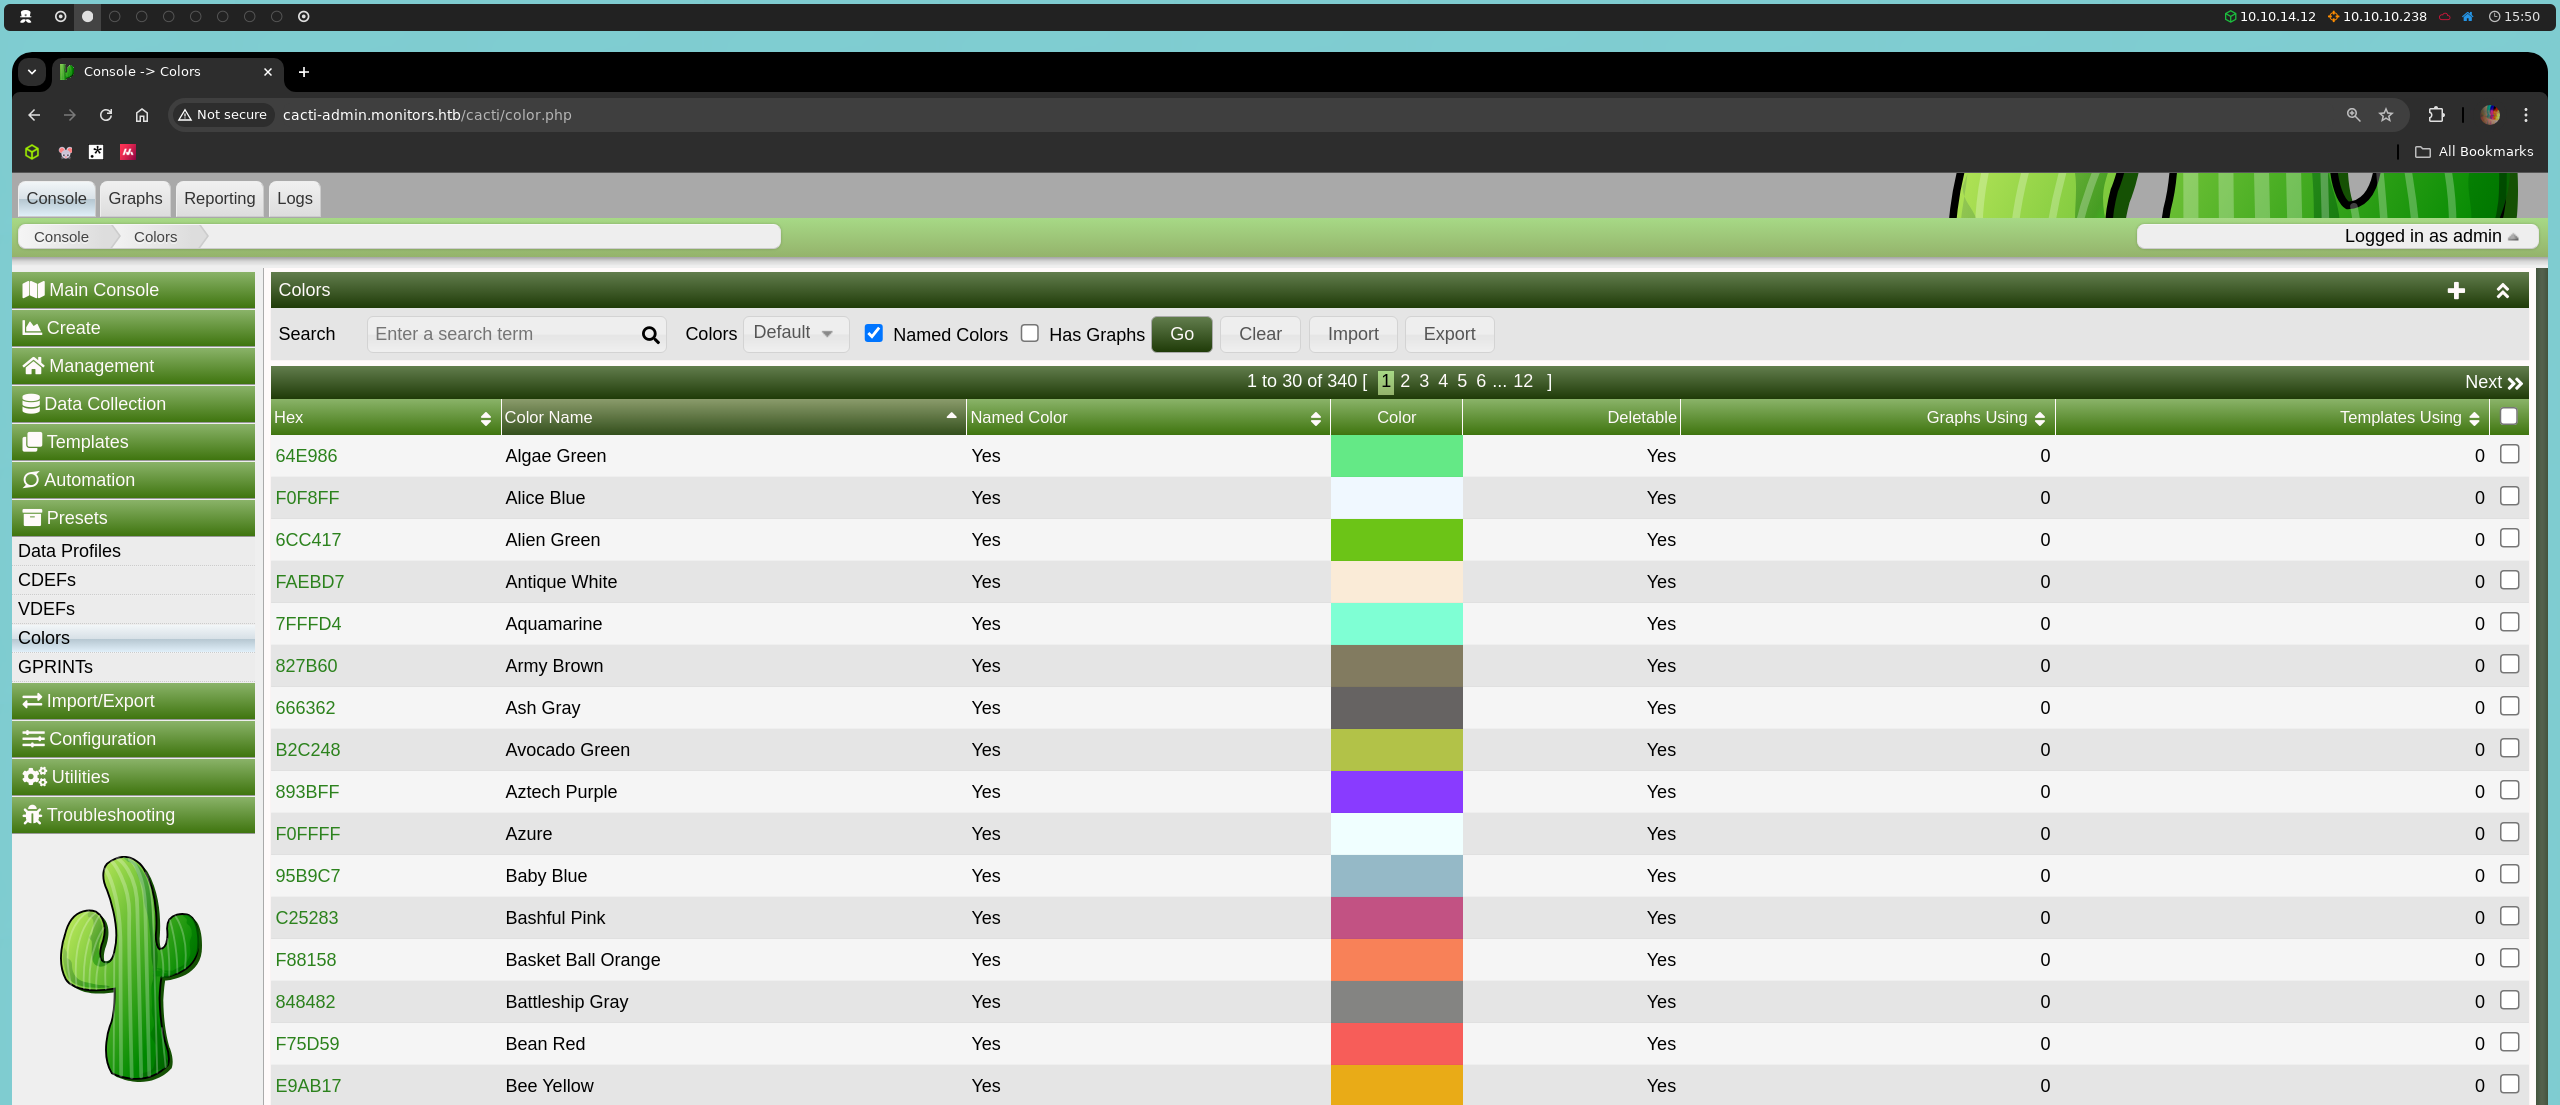 10.10.14.12 10.10.10.238 15:50
Console -> Colors
Not secure cacti-admin.monitors.htb/cacti/color.php
All Bookmarks
Console Graphs Reporting Logs
Console Colors Logged in as admin
Main Console
Create
Management
Data Collection
Templates
Automation
Presets
Data Profiles
CDEFs
VDEFs
Colors
GPRINTs
Import/Export
Configuration
Utilities
Troubleshooting
Colors
Search Enter a search term Colors Default Named Colors Has Graphs Go Clear Import Export
1 to 30 of 340 [ 1 2 3 4 5 6 ... 12 ] Next
Hex Color Name Named Color Color Deletable Graphs Using Templates Using
64E986 Algae Green Yes Yes 0 0
F0F8FF Alice Blue Yes Yes 0 0
6CC417 Alien Green Yes Yes 0 0
FAEBD7 Antique White Yes Yes 0 0
7FFFD4 Aquamarine Yes Yes 0 0
827B60 Army Brown Yes Yes 0 0
666362 Ash Gray Yes Yes 0 0
B2C248 Avocado Green Yes Yes 0 0
893BFF Aztech Purple Yes Yes 0 0
F0FFFF Azure Yes Yes 0 0
95B9C7 Baby Blue Yes Yes 0 0
C25283 Bashful Pink Yes Yes 0 0
F88158 Basket Ball Orange Yes Yes 0 0
848482 Battleship Gray Yes Yes 0 0
F75D59 Bean Red Yes Yes 0 0
E9AB17 Bee Yellow Yes Yes 0 0